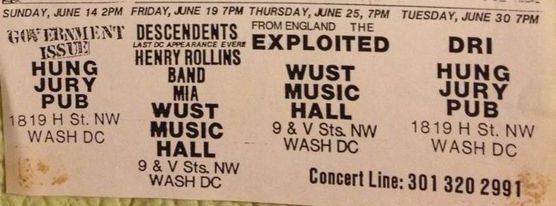 SUNDAY, JUNE 14 2PM
GOVERNMENT
ISSUE
HUNG
JURY
PUB
1819 H St. NW
WASH DC
FRIDAY, JUNE 19 7PM
DESCENDENTS
LAST DC APPEARANCE EVER!!
HENRY ROLLINS
BAND
MIA
WUST
MUSIC
HALL
9 & V Sts. NW
WASH DC
THURSDAY, JUNE 25, 7PM
FROM ENGLAND THE
EXPLOITED
WUST
MUSIC
HALL
9 & V Sts. NW
WASH DC
TUESDAY, JUNE 30 7PM
DRI
HUNG
JURY
PUB
1819 H St. NW
WASH DC
Concert Line: 301 320 2991